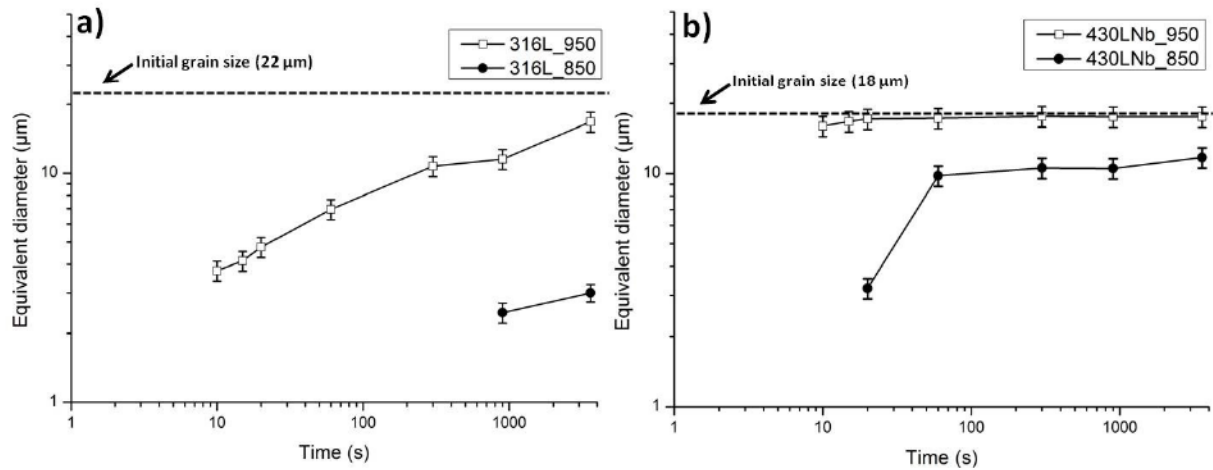 a)
316L_950
316L_850
Initial grain size (22 μm)
Equivalent diameter (μm)
10
1
1
10
100
1000
Time (s)
b)
430LNb_950
430LNb_850
Initial grain size (18 μm)
Equivalent diameter (μm)
10
1
1
10
100
1000
Time (s)